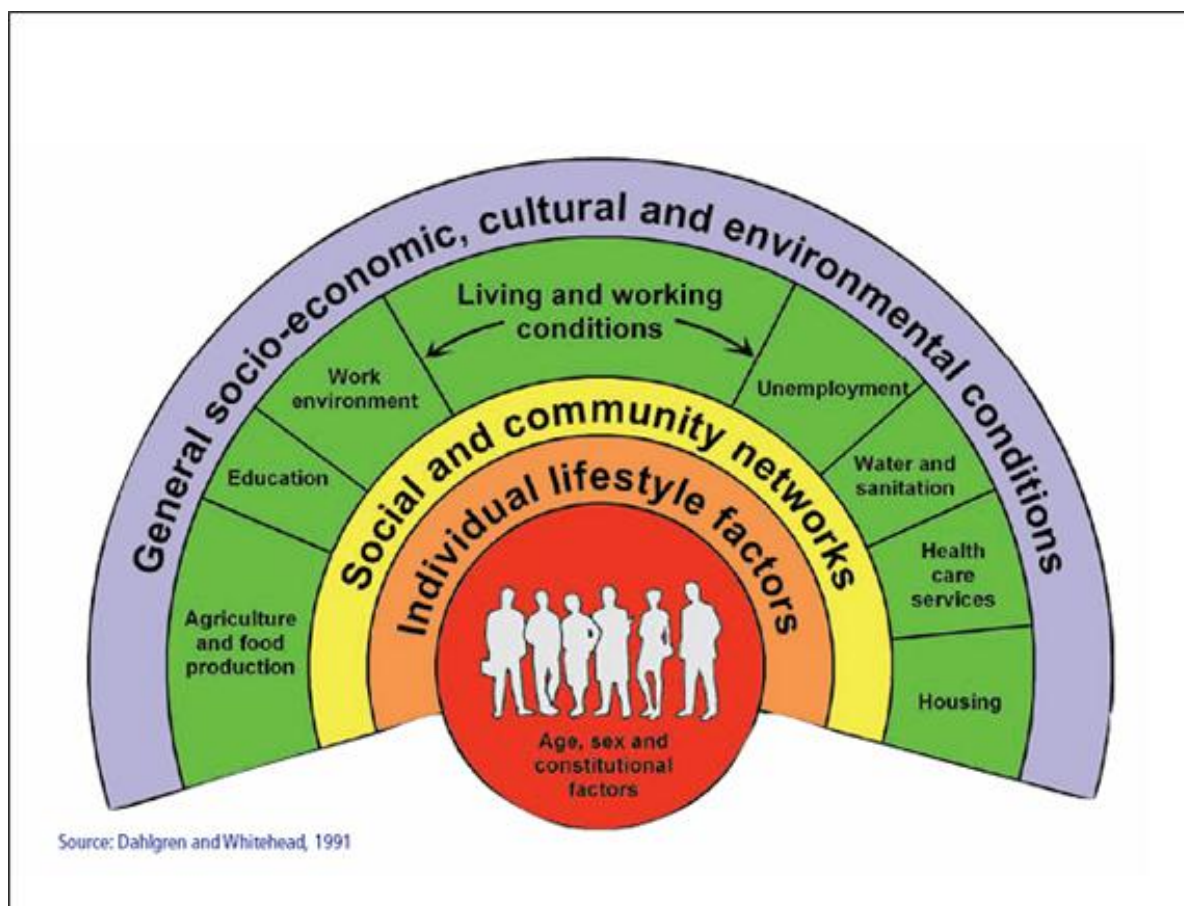 General socio-economic, cultural and environmental conditions
Living and working
conditions
Agriculture
and food
production
Education
Work
environment
Unemployment
Water and
sanitation
Health
care
services
Housing
Social and community networks
Individual lifestyle factors
Age, sex and
constitutional
factors
Source: Dahlgren and Whitehead, 1991